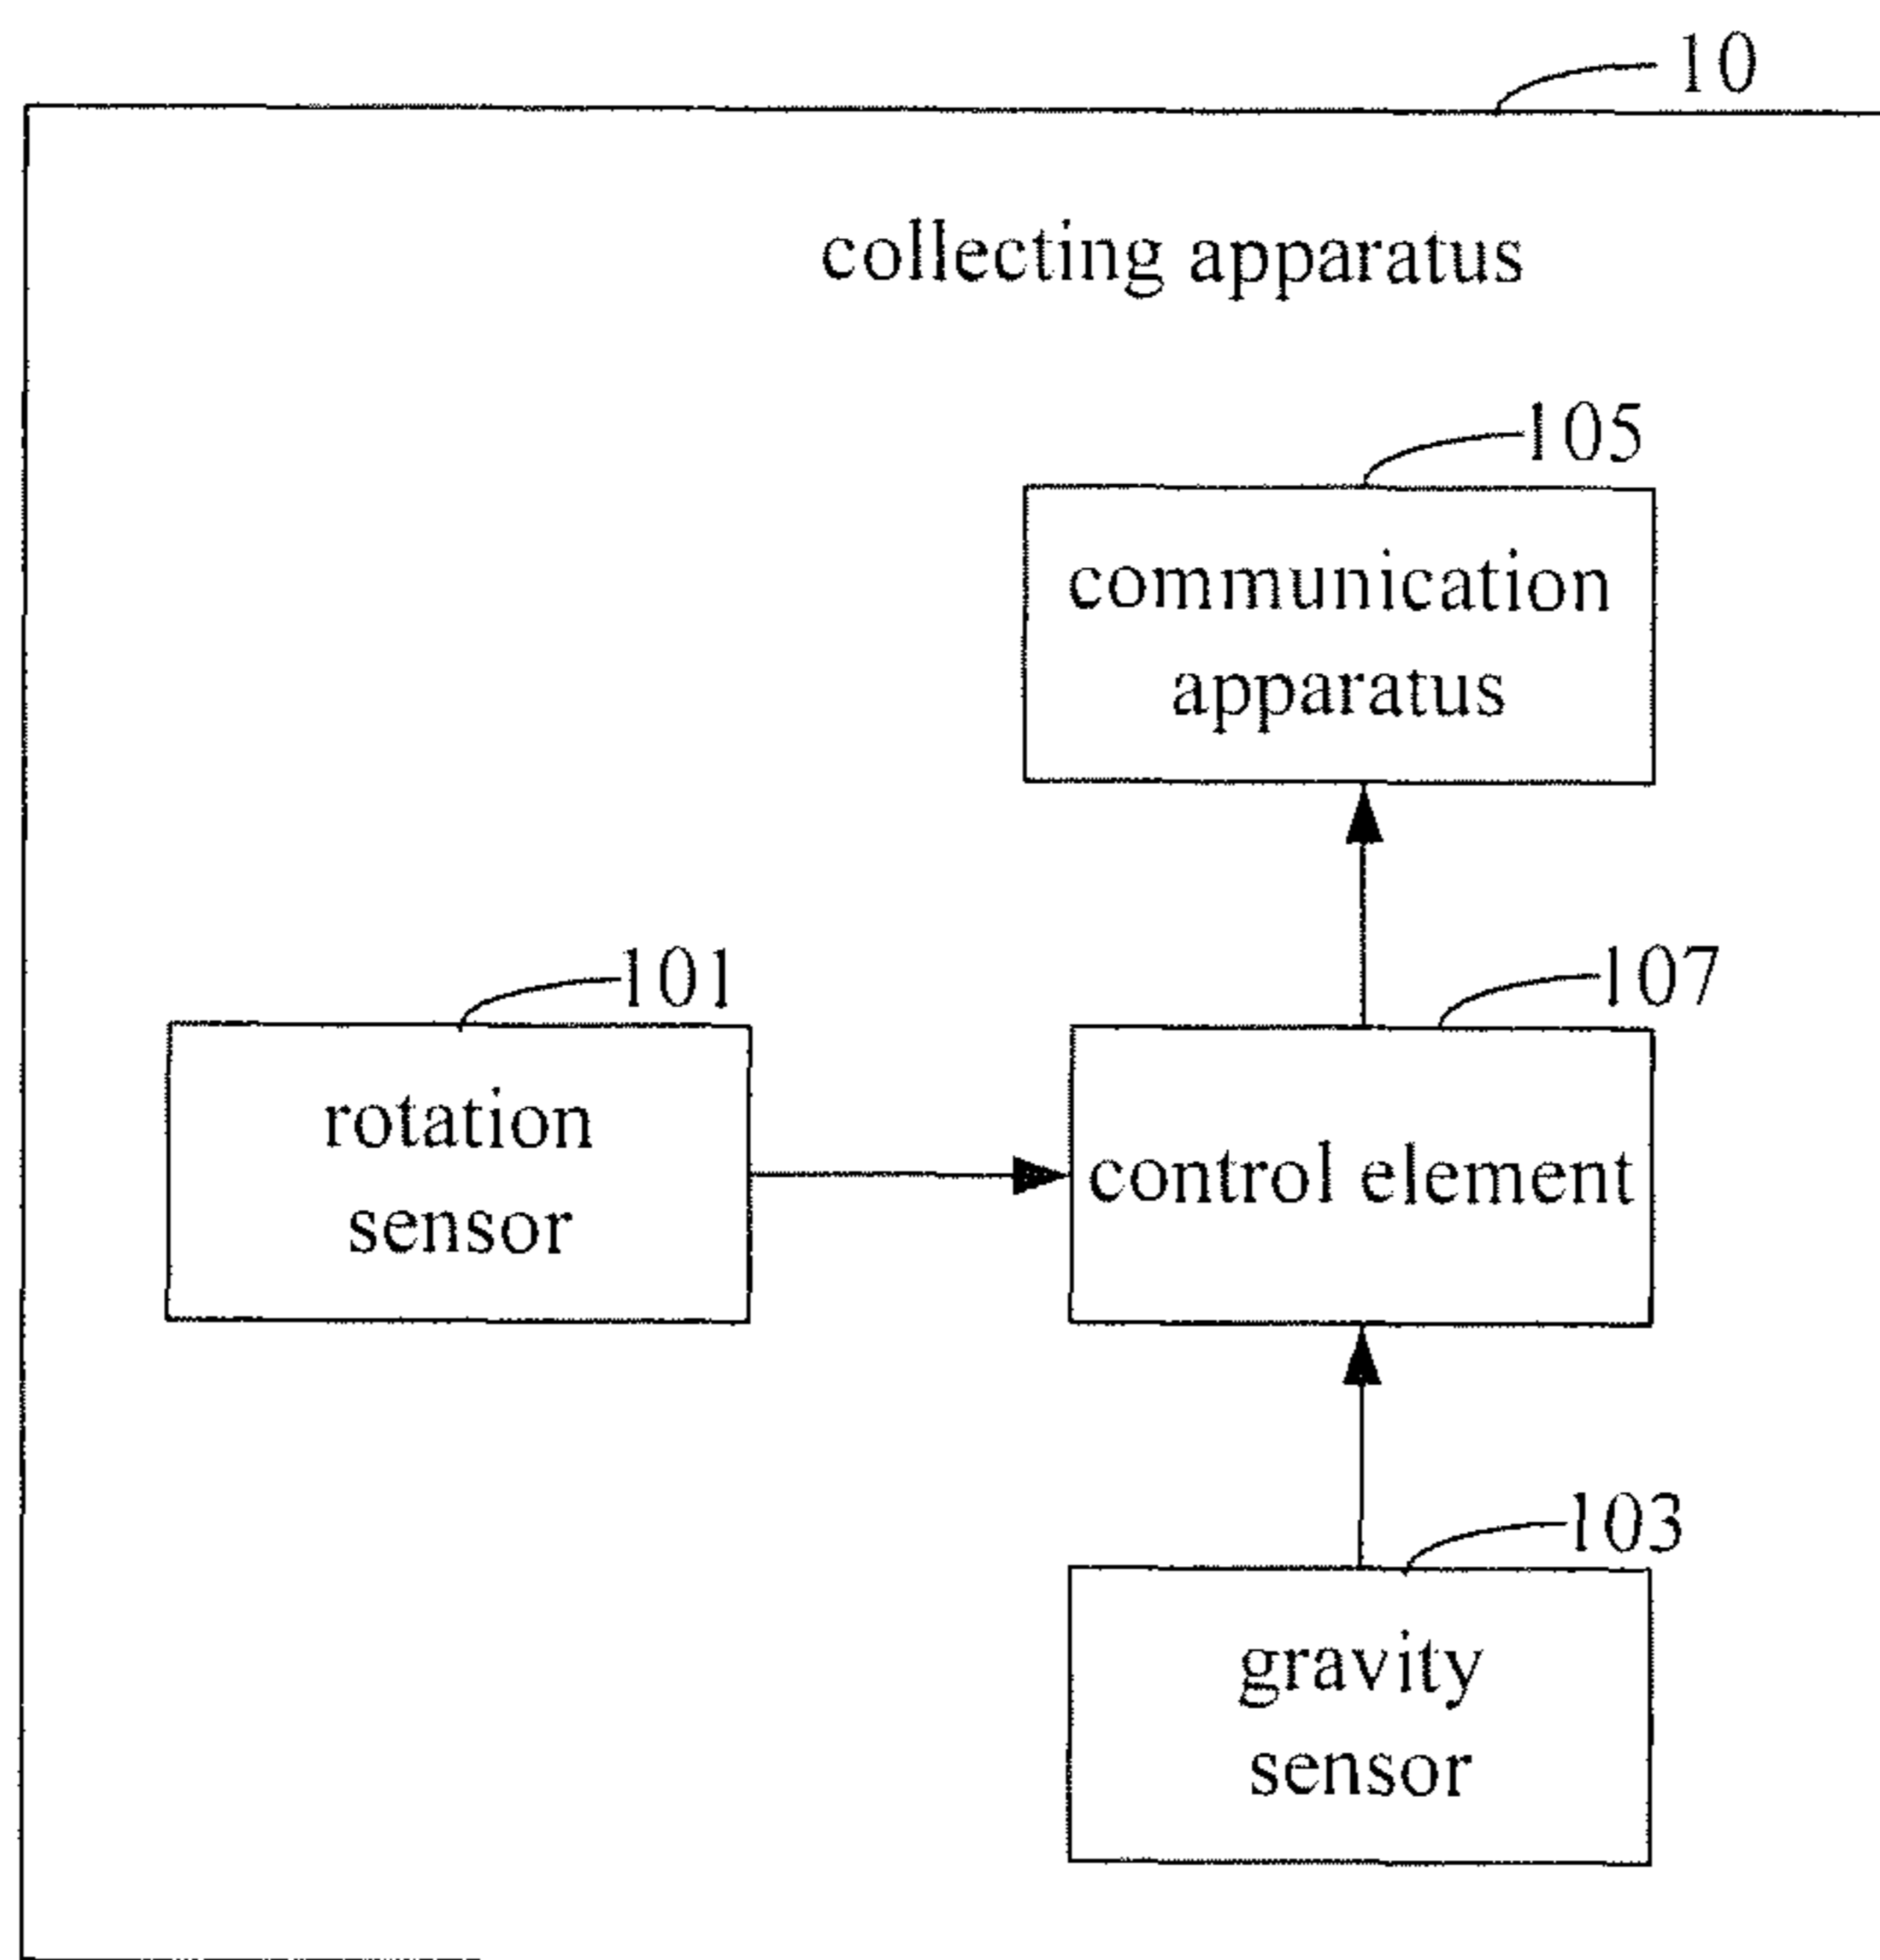 10
collecting apparatus
105
communication
apparatus
101
107
rotation
sensor
control element
103
gravity
sensor